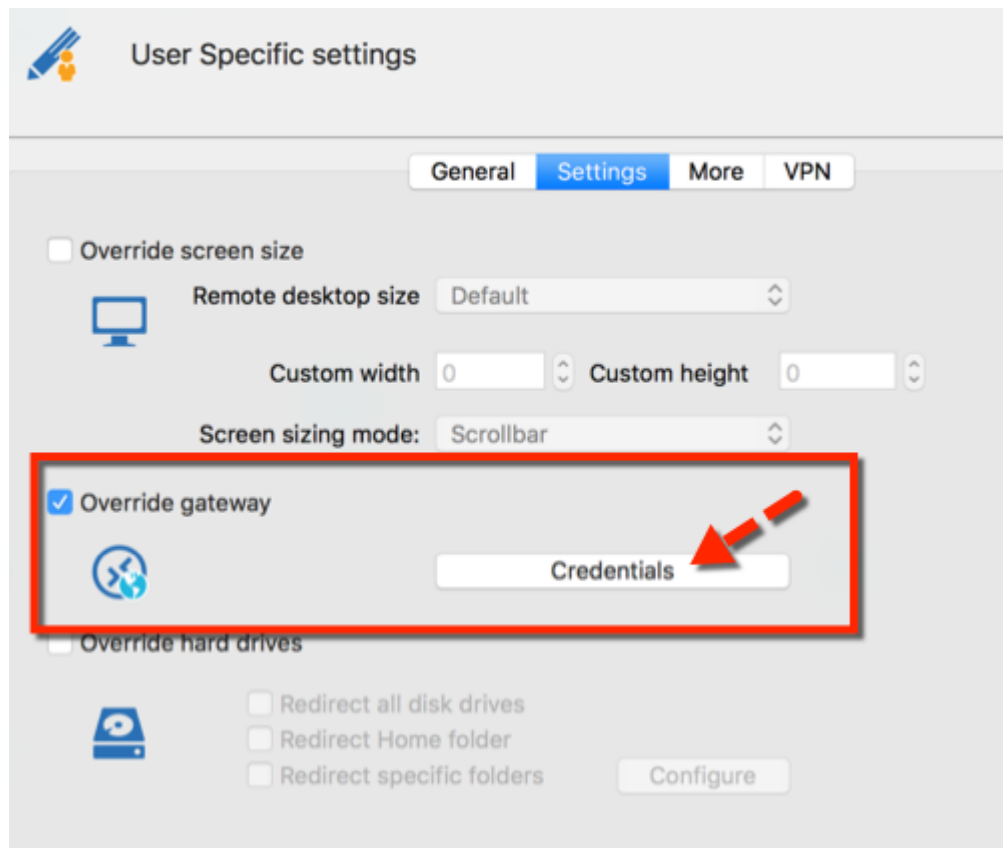 User Specific settings
General Settings More VPN
Override screen size
Remote desktop size Default
Custom width 0 Custom height 0
Screen sizing mode: Scrollbar
Override gateway
Credentials
Override hard drives
Redirect all disk drives
Redirect Home folder
Redirect specific folders Configure